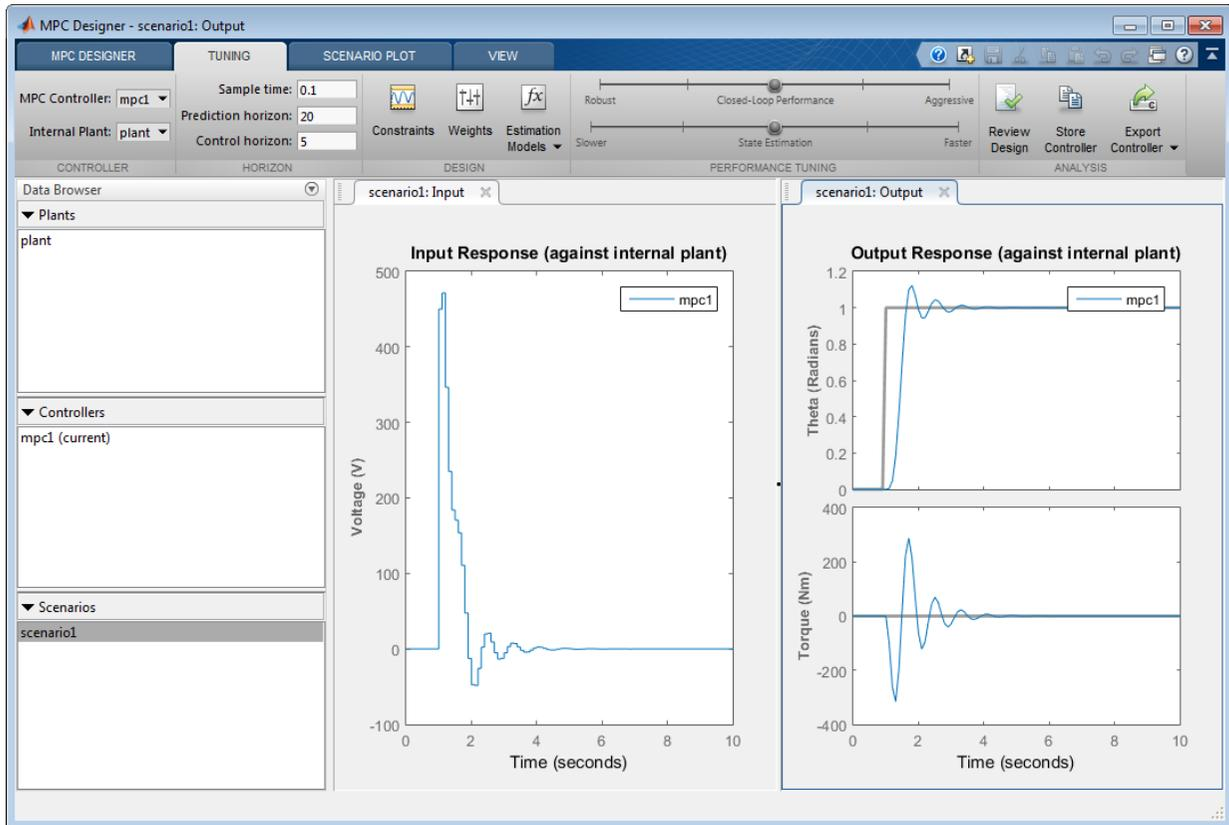 MPC Designer - scenario1: Output
MPC DESIGNER
TUNING
SCENARIO PLOT
VIEW
MPC Controller: mpc1
Internal Plant: plant
CONTROLLER
Sample time: 0.1
Prediction horizon: 20
Control horizon: 5
HORIZON
Constraints
Weights
fx
Estimation
Models
DESIGN
Robust
Closed-Loop Performance
Aggressive
Slower
State Estimation
Faster
PERFORMANCE TUNING
Review
Design
Store
Controller
Export
Controller
ANALYSIS
Data Browser
Plants
plant
Controllers
mpc1 (current)
Scenarios
scenario1
scenario1: Input
Input Response (against internal plant)
mpc1
500
400
300
200
100
0
-100
Voltage (V)
0 2 4 6 8 10
Time (seconds)
scenario1: Output
Output Response (against internal plant)
mpc1
1.2
1
0.8
0.6
0.4
0.2
0
Theta (Radians)
400
200
0
-200
-400
Torque (Nm)
0 2 4 6 8 10
Time (seconds)